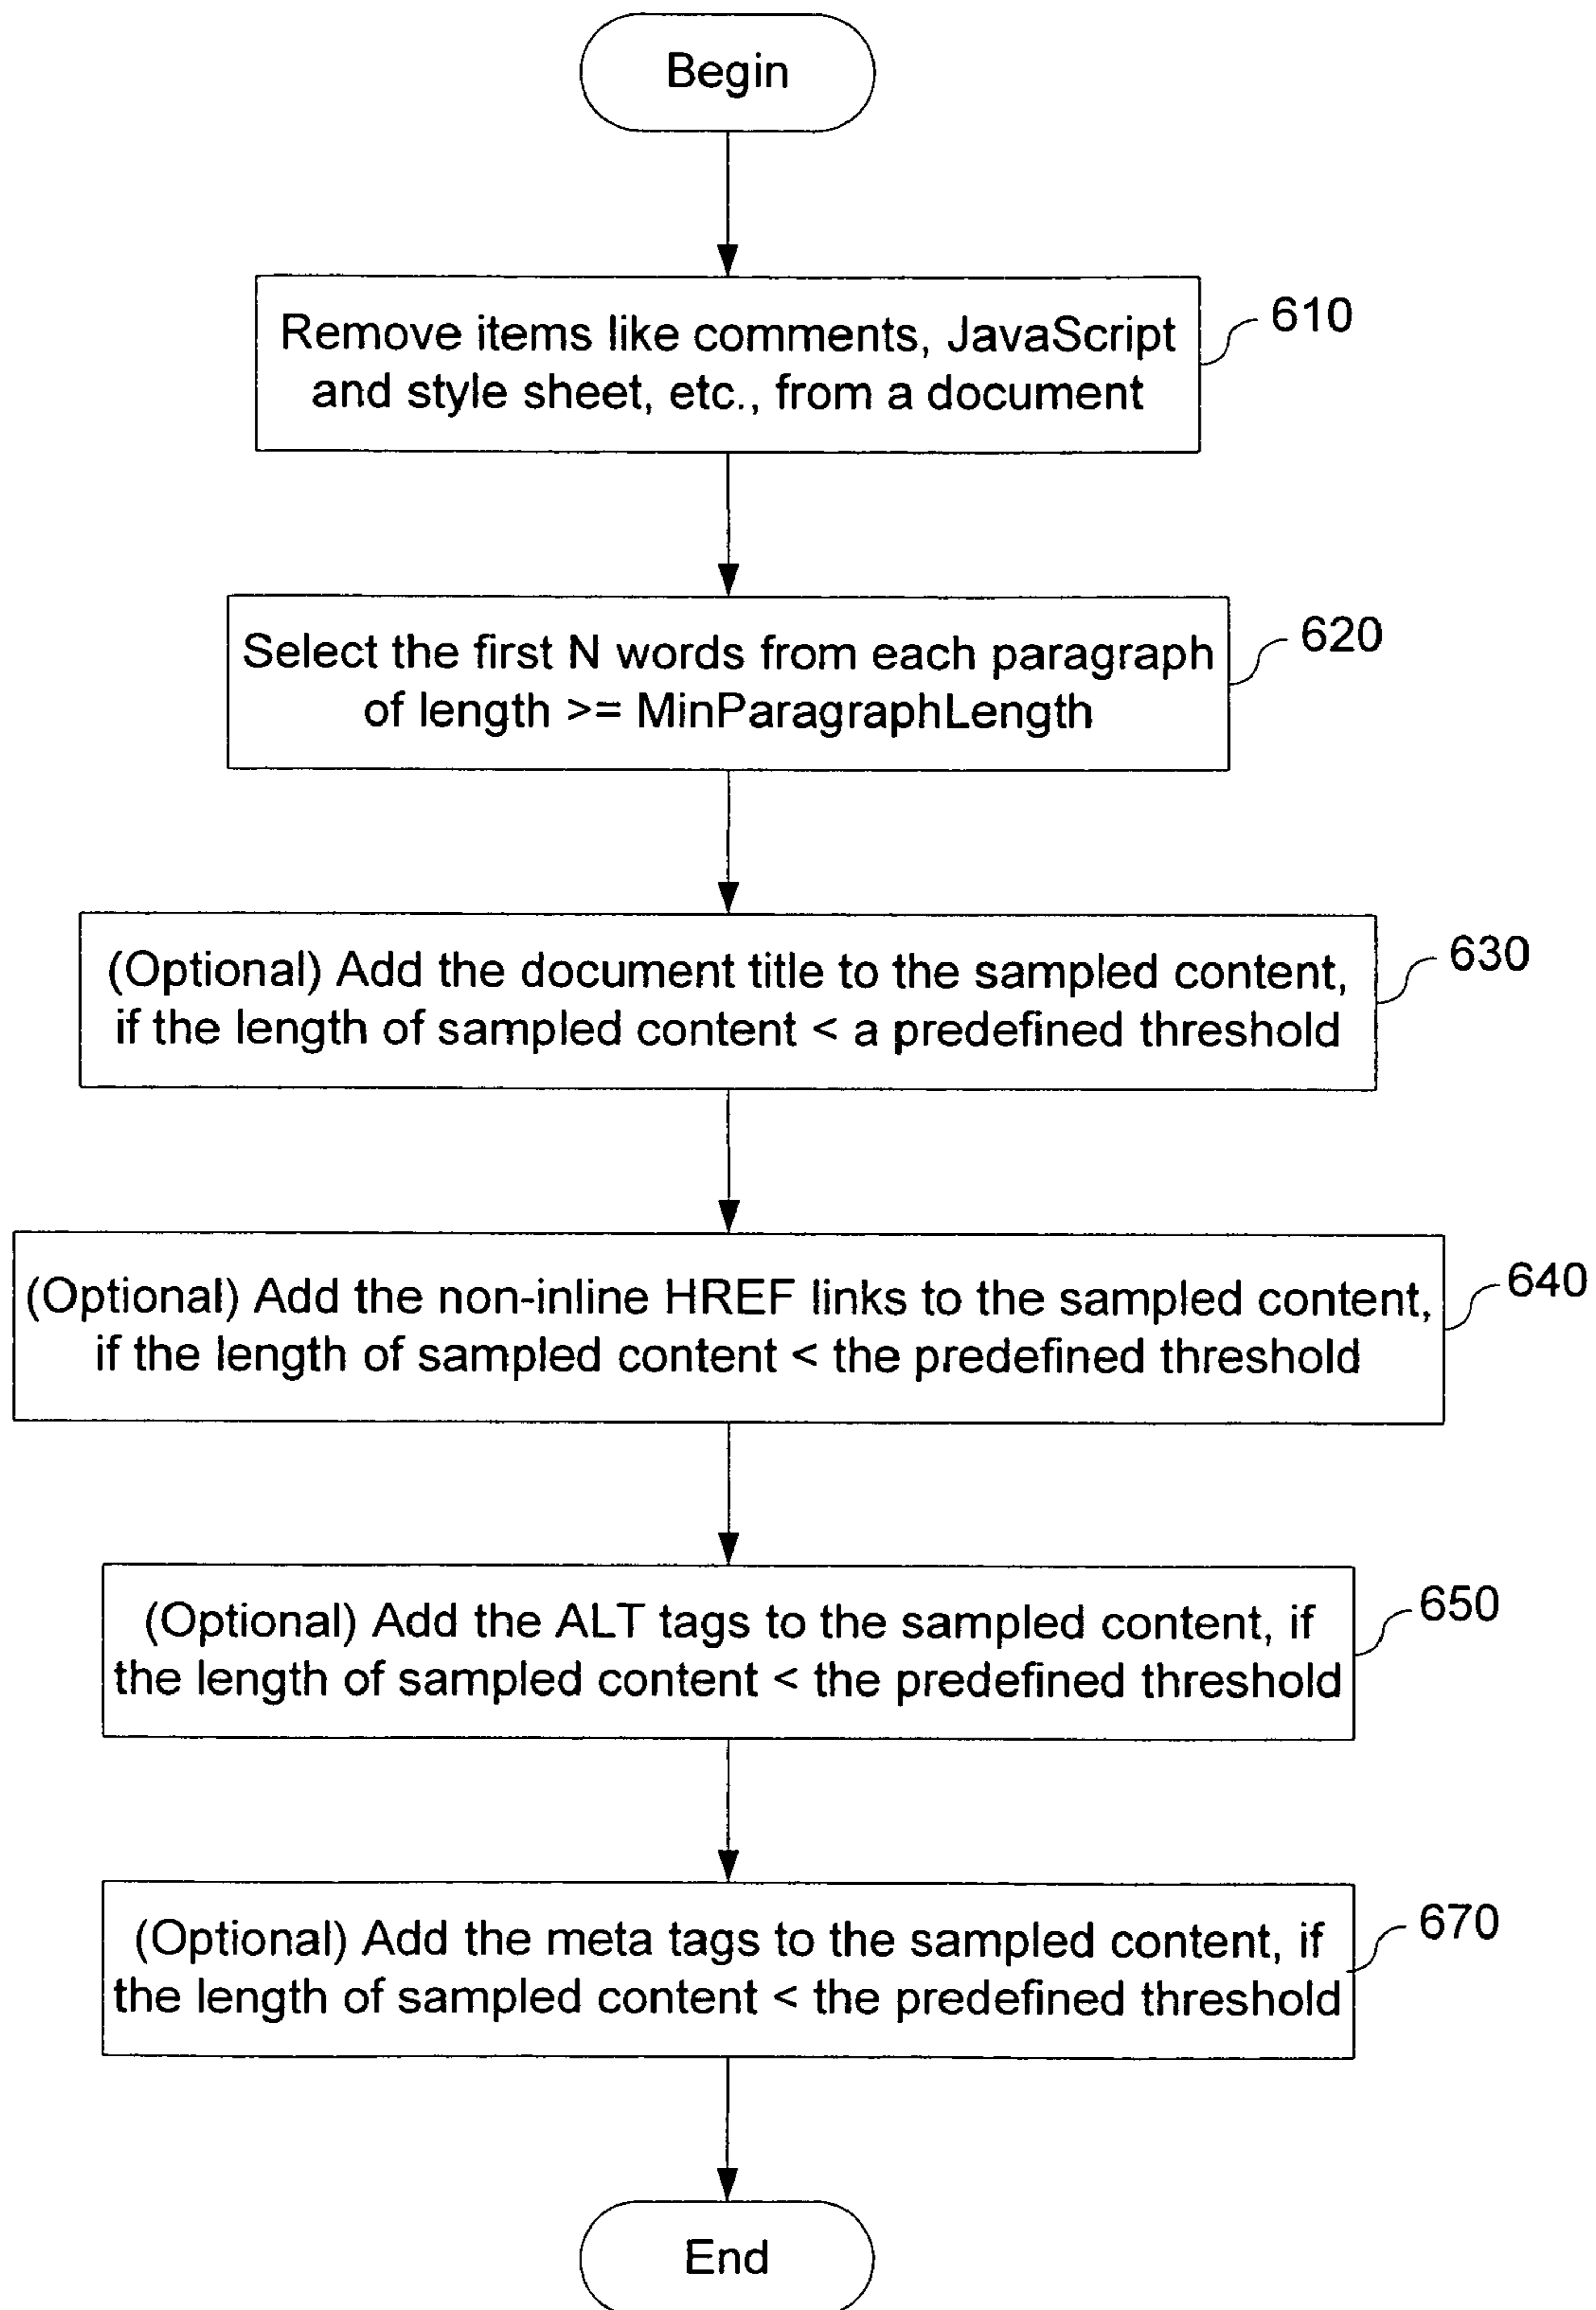 Begin
Remove items like comments, JavaScript
and style sheet, etc., from a document
610
Select the first N words from each paragraph
of length >= MinParagraphLength
620
(Optional) Add the document title to the sampled content,
if the length of sampled content < a predefined threshold
630
(Optional) Add the non-inline HREF links to the sampled content,
if the length of sampled content < the predefined threshold
640
(Optional) Add the ALT tags to the sampled content, if
the length of sampled content < the predefined threshold
650
(Optional) Add the meta tags to the sampled content, if
the length of sampled content < the predefined threshold
670
End